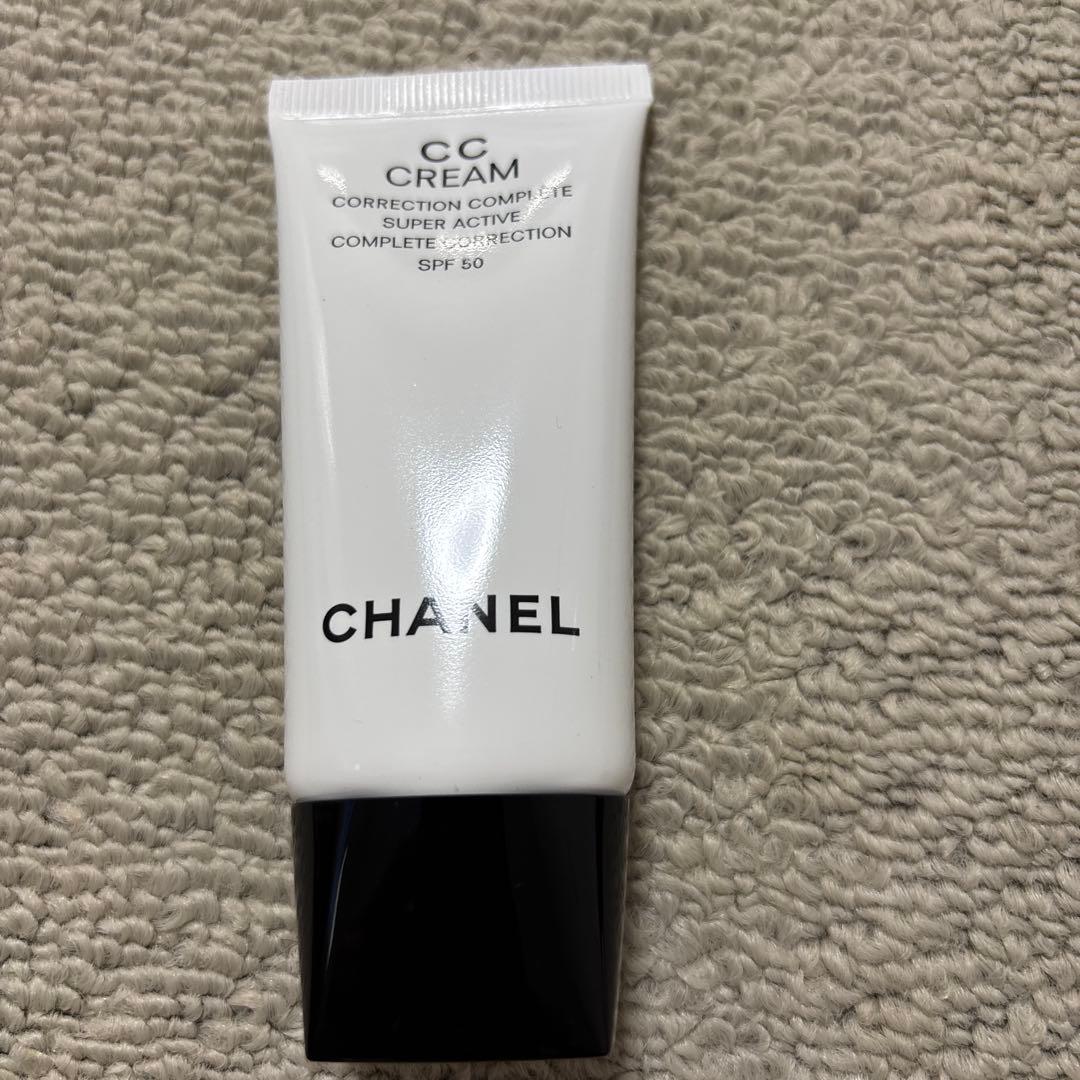 CC
CREAM
CORRECTION COMPLETE
SUPER ACTIVE
COMPLETE CORRECTION
SPF 50
CHANEL